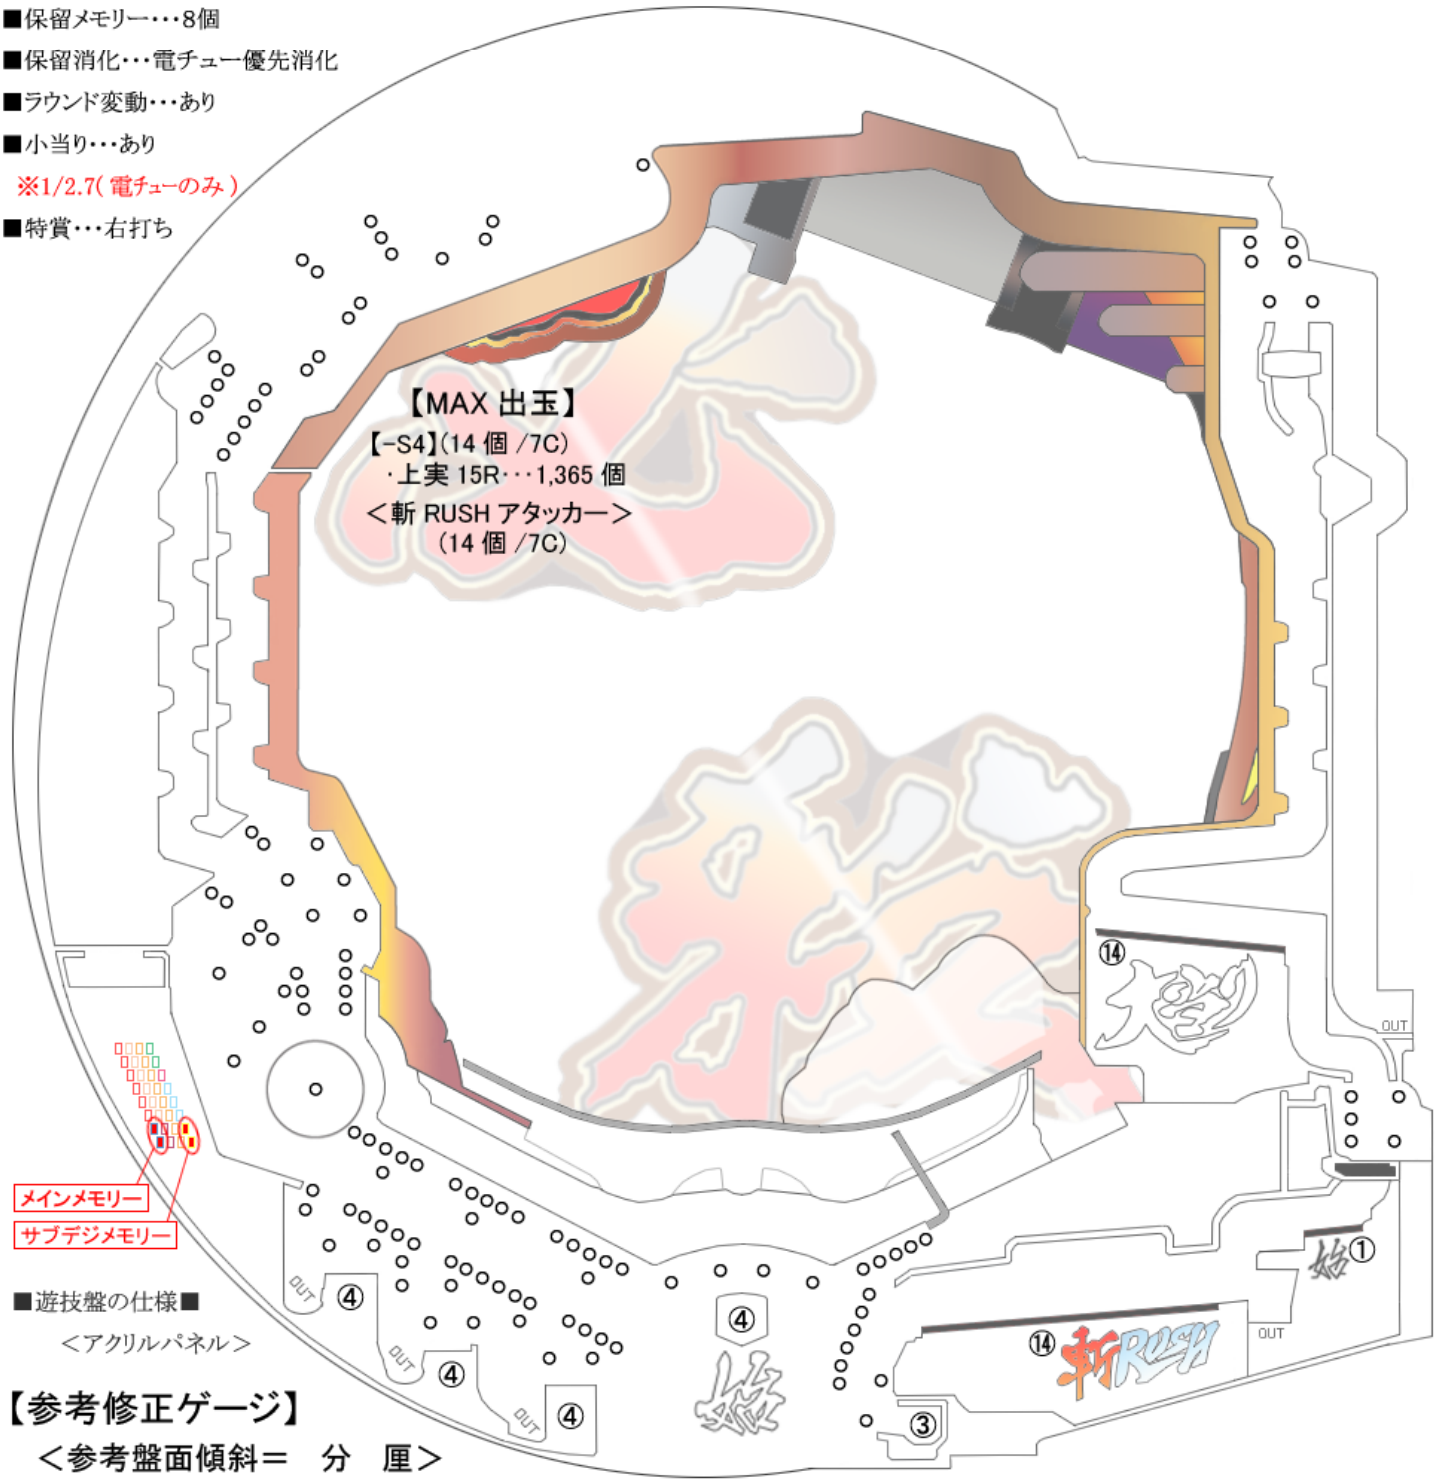 ■保留メモリー･･･8個
■保留消化･･･電チュー優先消化
■ラウンド変動･･･あり
■小当り･･･あり
※1/2.7(電チューのみ)
■特賞･･･右打ち
【MAX 出玉】
【-S4】(14 個 /7C)
･上実 15R･･･1,365 個
＜斬 RUSH アタッカー＞
(14 個 /7C)
⑭
大斬
OUT
メインメモリー
サブデジメモリー
始
①
OUT
④
OUT
④
OUT
④
OUT
④
始
⑭
斬RUSH
③
■遊技盤の仕様■
＜アクリルパネル＞
【参考修正ゲージ】
＜参考盤面傾斜＝ 分 厘＞